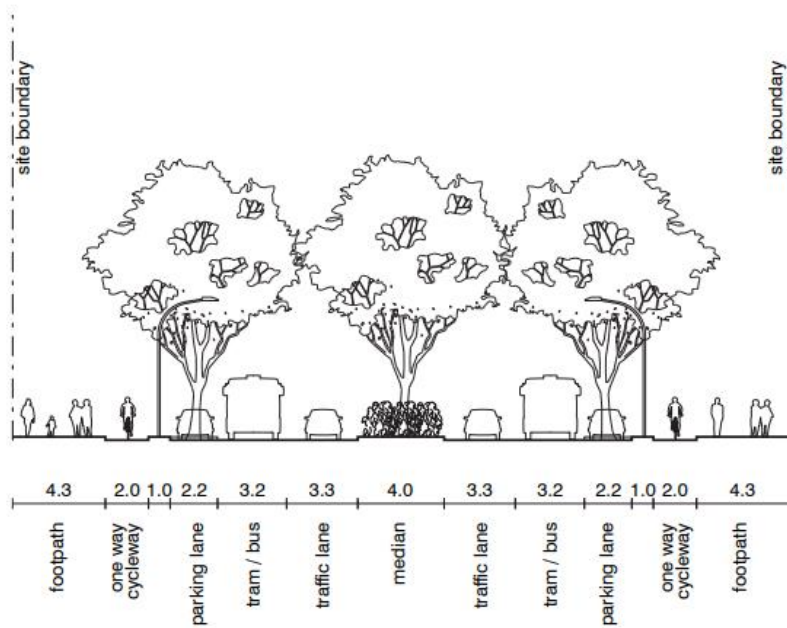 site boundary
site boundary
4.3 2.0 1.0 2.2 3.2 3.3 4.0 3.3 3.2 2.2 1.0 2.0 4.3
footpath
one way
cycleway
parking lane
tram / bus
traffic lane
median
traffic lane
tram / bus
parking lane
one way
cycleway
footpath